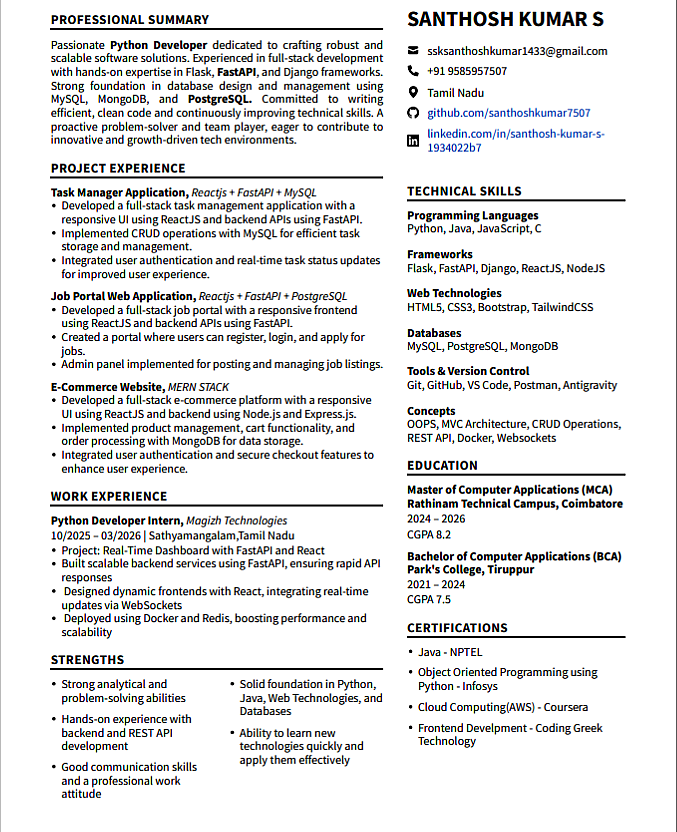 PROFESSIONAL SUMMARY
Passionate Python Developer dedicated to crafting robust and
scalable software solutions. Experienced in full-stack development
with hands-on expertise in Flask, FastAPI, and Django frameworks.
Strong foundation in database design and management using
MySQL, MongoDB, and PostgreSQL. Committed to writing
efficient, clean code and continuously improving technical skills. A
proactive problem-solver and team player, eager to contribute to
innovative and growth-driven tech environments.
PROJECT EXPERIENCE
Task Manager Application, Reactjs + FastAPI + MySQL
• Developed a full-stack task management application with a
responsive UI using ReactJS and backend APIs using FastAPI.
• Implemented CRUD operations with MySQL for efficient task
storage and management.
• Integrated user authentication and real-time task status updates
for improved user experience.
Job Portal Web Application, Reactjs + FastAPI + PostgreSQL
• Developed a full-stack job portal with a responsive frontend
using ReactJS and backend APIs using FastAPI.
• Created a portal where users can register, login, and apply for
jobs.
• Admin panel implemented for posting and managing job listings.
E-Commerce Website, MERN STACK
• Developed a full-stack e-commerce platform with a responsive
UI using ReactJS and backend using Node.js and Express.js.
• Implemented product management, cart functionality, and
order processing with MongoDB for data storage.
• Integrated user authentication and secure checkout features to
enhance user experience.
WORK EXPERIENCE
Python Developer Intern, Magizh Technologies
10/2025 – 03/2026 | Sathyamangalam,Tamil Nadu
• Project: Real-Time Dashboard with FastAPI and React
• Built scalable backend services using FastAPI, ensuring rapid API
responses
• Designed dynamic frontends with React, integrating real-time
updates via WebSockets
• Deployed using Docker and Redis, boosting performance and
scalability
STRENGTHS
• Strong analytical and
problem-solving abilities
• Hands-on experience with
backend and REST API
development
• Good communication skills
and a professional work
attitude
• Solid foundation in Python,
Java, Web Technologies, and
Databases
• Ability to learn new
technologies quickly and
apply them effectively
SANTHOSH KUMAR S
ssksanthoshkumar1433@gmail.com
+91 9585957507
Tamil Nadu
github.com/santhoshkumar7507
linkedin.com/in/santhosh-kumar-s-
1934022b7
TECHNICAL SKILLS
Programming Languages
Python, Java, JavaScript, C
Frameworks
Flask, FastAPI, Django, ReactJS, NodeJS
Web Technologies
HTML5, CSS3, Bootstrap, TailwindCSS
Databases
MySQL, PostgreSQL, MongoDB
Tools & Version Control
Git, GitHub, VS Code, Postman, Antigravity
Concepts
OOPS, MVC Architecture, CRUD Operations,
REST API, Docker, Websockets
EDUCATION
Master of Computer Applications (MCA)
Rathinam Technical Campus, Coimbatore
2024 – 2026
CGPA 8.2
Bachelor of Computer Applications (BCA)
Park's College, Tiruppur
2021 – 2024
CGPA 7.5
CERTIFICATIONS
• Java - NPTEL
• Object Oriented Programming using
Python - Infosys
• Cloud Computing(AWS) - Coursera
• Frontend Develpment - Coding Greek
Technology